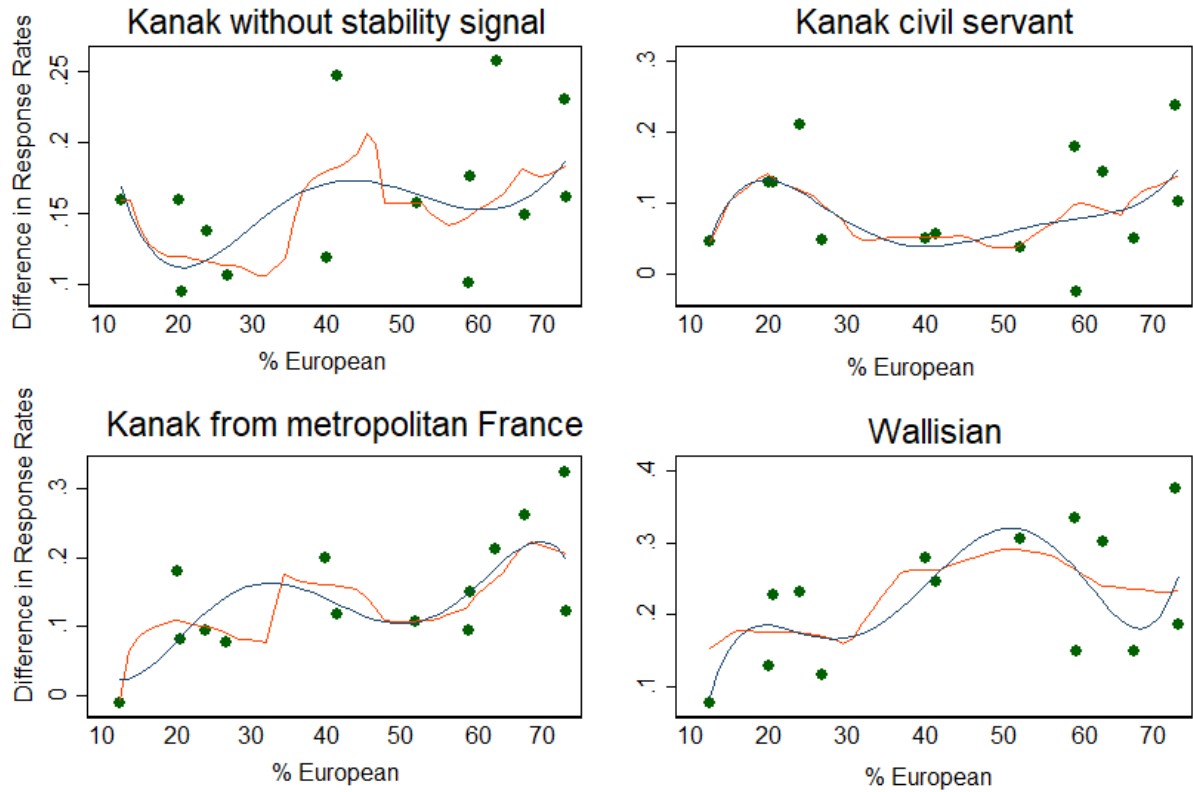 Kanak without stability signal
Difference in Response Rates
.25
.2
.15
.1
10 20 30 40 50 60 70
% European
Kanak civil servant
.3
.2
.1
0
10 20 30 40 50 60 70
% European
Kanak from metropolitan France
Difference in Response Rates
.3
.2
.1
0
10 20 30 40 50 60 70
% European
Wallisian
.4
.3
.2
.1
10 20 30 40 50 60 70
% European